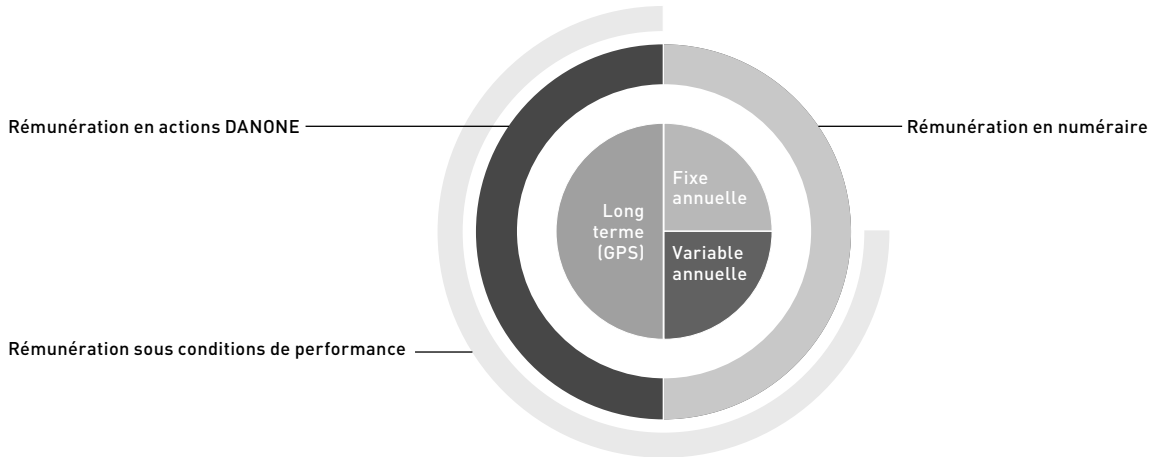 Rémunération en actions DANONE
Rémunération en numéraire
Fixe
annuelle
Long
terme
(GPS)
Variable
annuelle
Rémunération sous conditions de performance